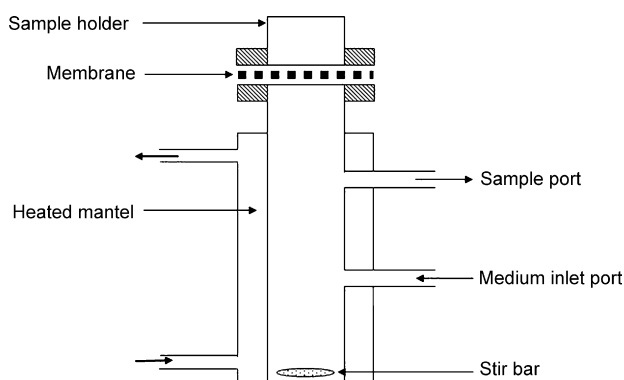 Sample holder
Membrane
Sample port
Heated mantel
Medium inlet port
Stir bar